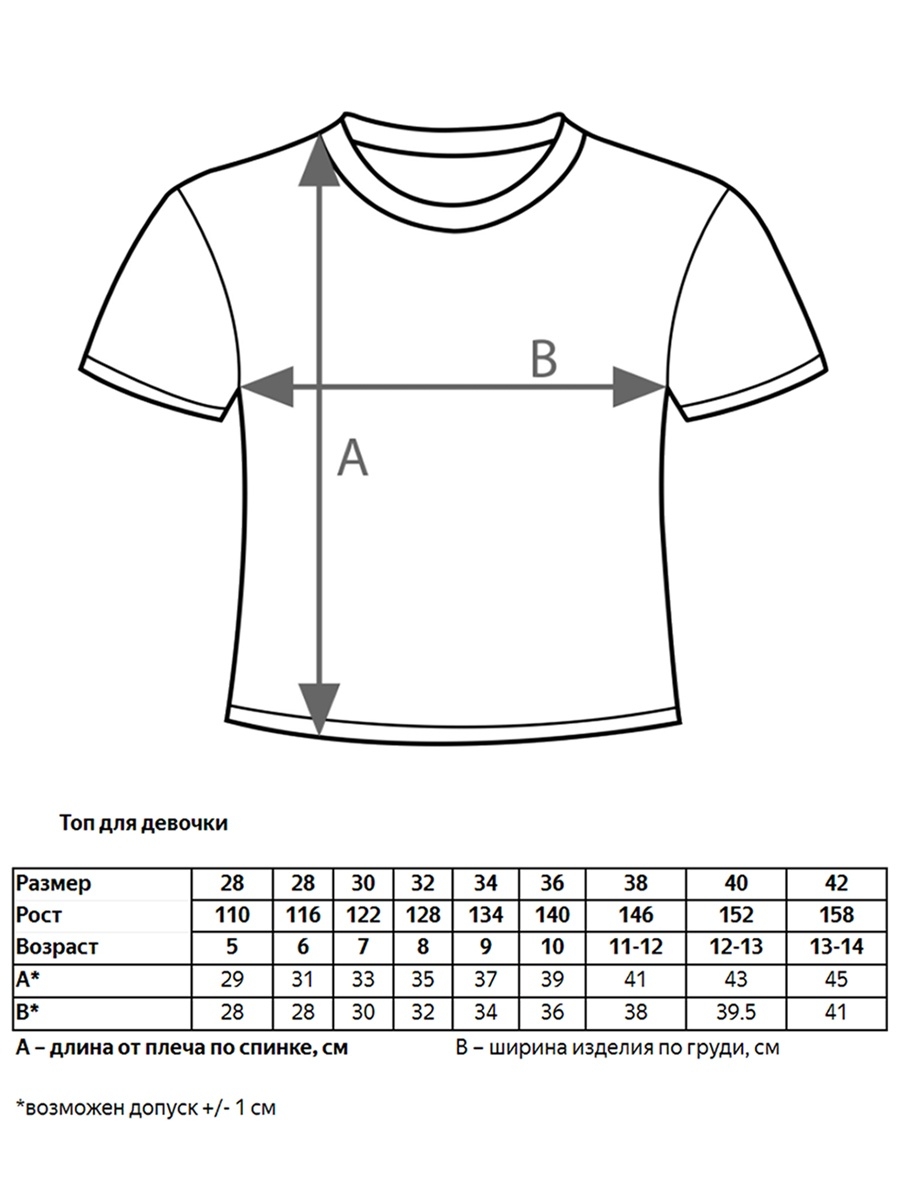 B
A
Топ для девочки
Размер 28 28 30 32 34 36 38 40 42
Рост 110 116 122 128 134 140 146 152 158
Возраст 5 6 7 8 9 10 11-12 12-13 13-14
A* 29 31 33 35 37 39 41 43 45
B* 28 28 30 32 34 36 38 39.5 41
A – длина от плеча по спинке, см B – ширина изделия по груди, см
*возможен допуск +/- 1 см